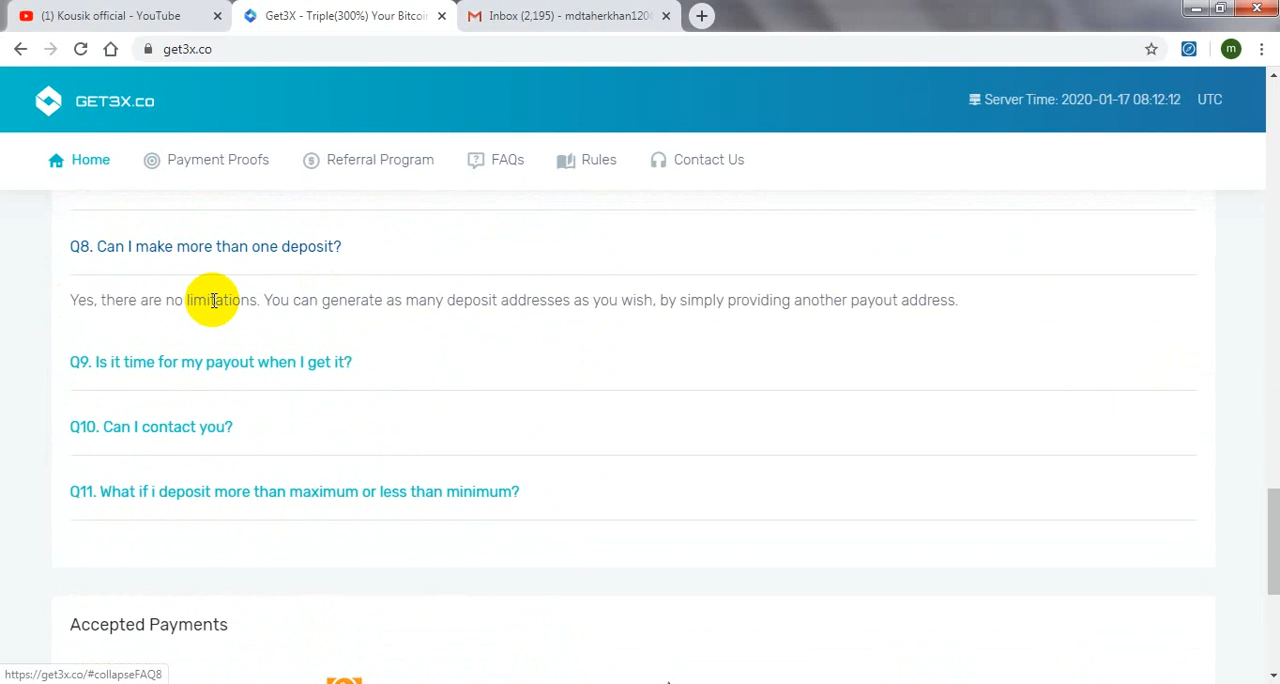 (1) Kousik official - YouTube
Get3X - Triple(300%) Your Bitcoi
Inbox (2,195) - mdtaherkhan120
get3x.co
m
GET3X.co
Server Time: 2020-01-17 08:12:12 UTC
Home
Payment Proofs
Referral Program
FAQs
Rules
Contact Us
Q8. Can I make more than one deposit?
Yes, there are no limitations. You can generate as many deposit addresses as you wish, by simply providing another payout address.
Q9. Is it time for my payout when I get it?
Q10. Can I contact you?
Q11. What if i deposit more than maximum or less than minimum?
Accepted Payments
https://get3x.co/#collapseFAQ8